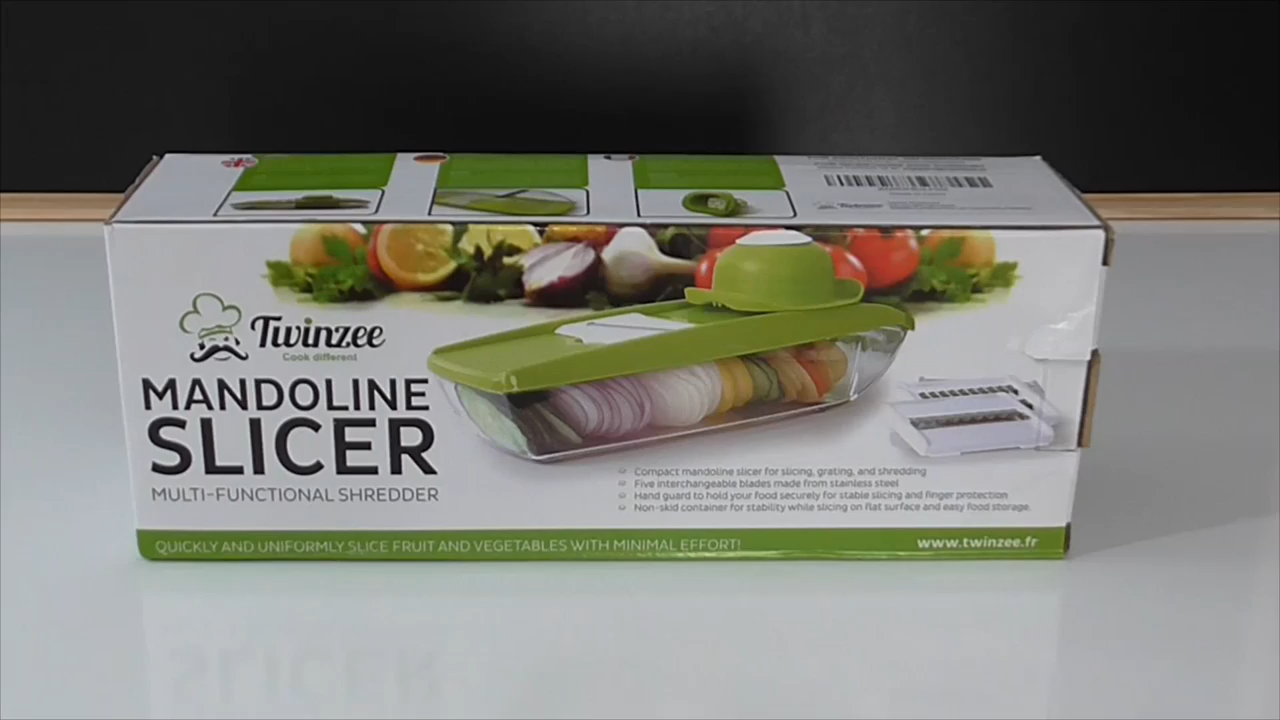 Twinzee
Twinzee
Cook different
MANDOLINE
SLICER
MULTI-FUNCTIONAL SHREDDER
Compact mandoline slicer for slicing, grating, and shredding
Five interchangeable blades made from stainless steel
Hand guard to hold your food securely for stable slicing and finger protection
Non-skid container for stability while slicing on flat surface and easy food storage.
QUICKLY AND UNIFORMLY SLICE FRUIT AND VEGETABLES WITH MINIMAL EFFORT!
www.twinzee.fr